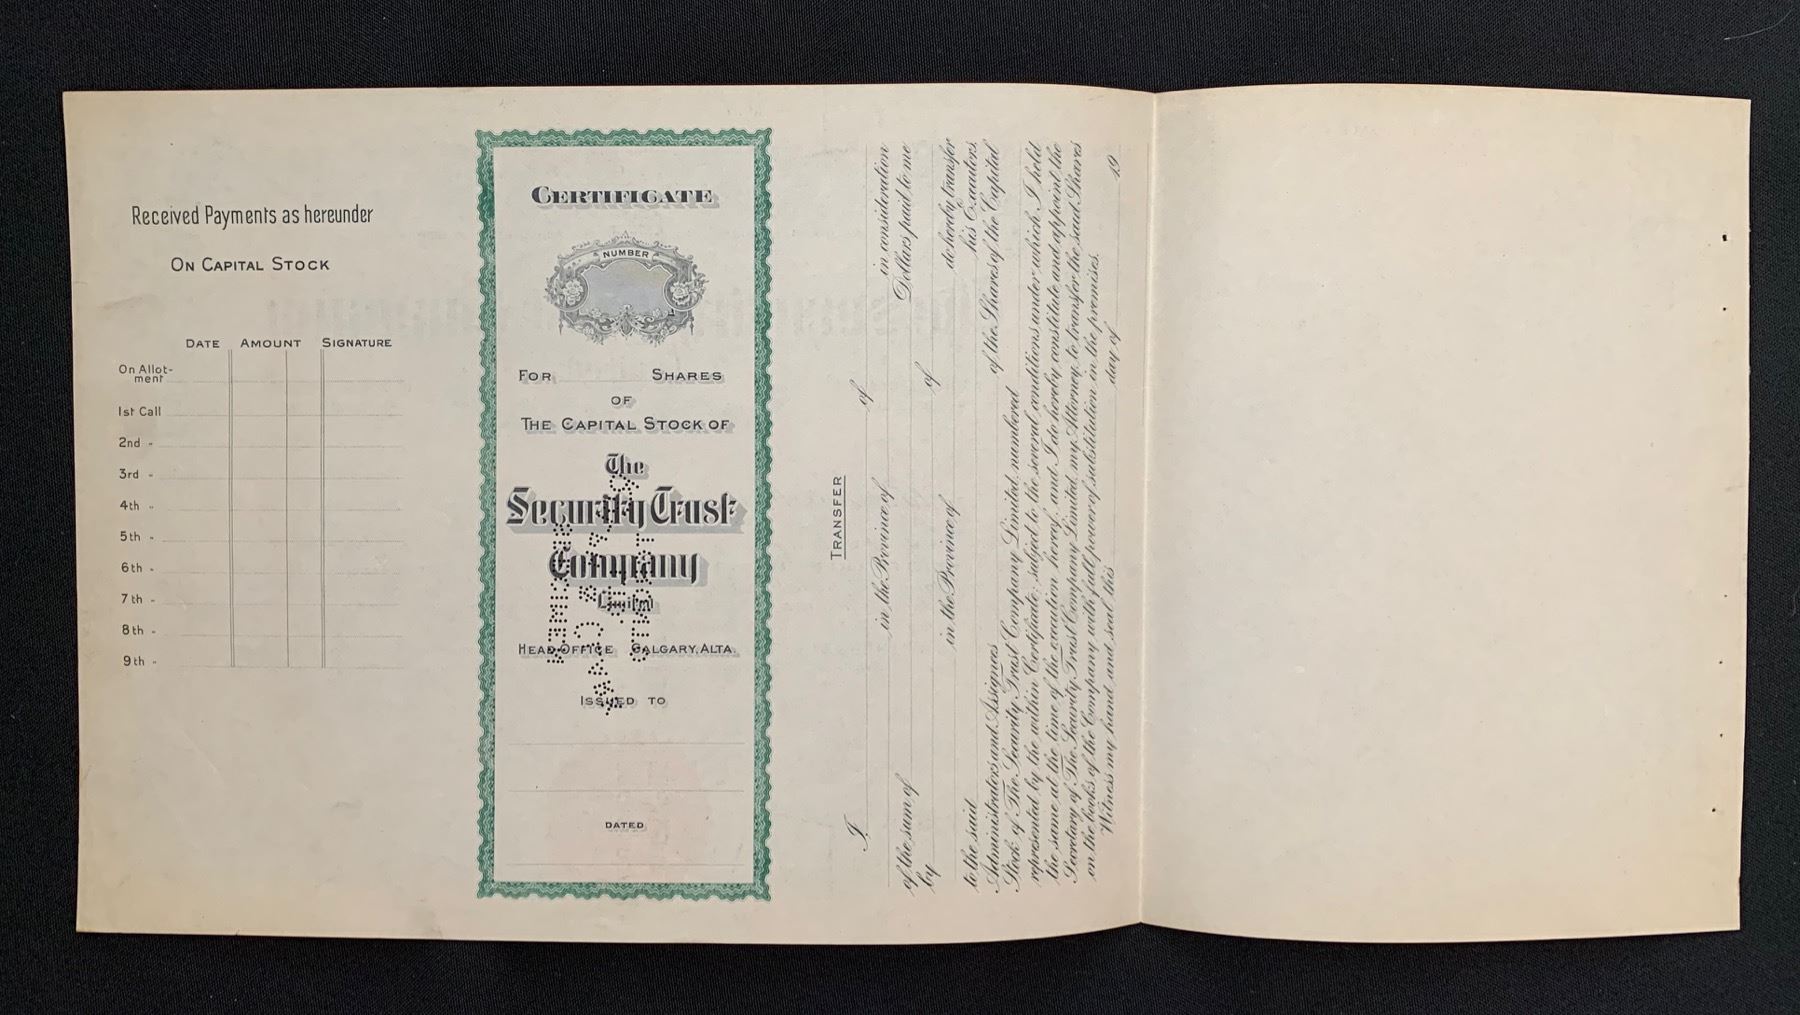 Received Payments as hereunder
ON CAPITAL STOCK
DATE AMOUNT SIGNATURE
On Allot-
ment
1st Call
2nd "
3rd "
4th "
5th "
6th "
7th "
8th "
9th "
CERTIFICATE
NUMBER
FOR SHARES
OF
THE CAPITAL STOCK OF
The
Security Trust
Company
Limited
HEAD OFFICE CALGARY, ALTA.
ISSUED TO
DATED
TRANSFER
I, of
in the Province of in consideration
of the sum of Dollars paid to me
by of
in the Province of do hereby transfer
to the said his Executors,
Administrators and Assignees of the Shares of the Capital
Stock of The Security Trust Company Limited, numbered
represented by the within Certificate, subject to the several conditions under which I held
the same at the time of the execution hereof, and I do hereby constitute and appoint the
Secretary of The Security Trust Company Limited, my Attorney, to transfer the said Shares
on the books of the Company with full power of substitution in the premises.
Witness my hand and seal this day of 19